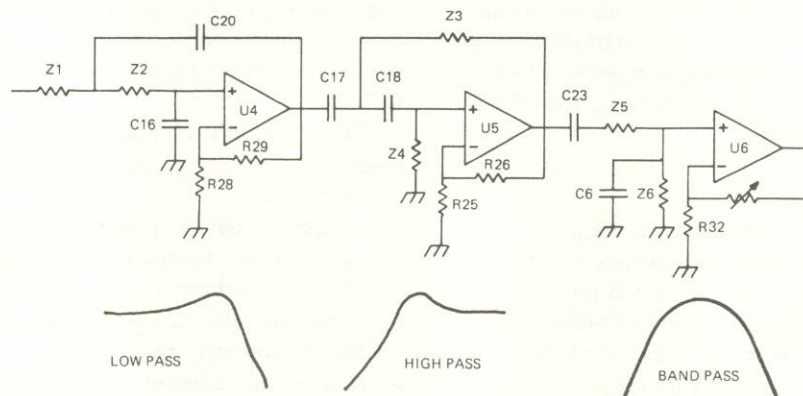 C20
Z3
Z1
Z2
C17
C18
C23
Z5
+
U4
-
C16
R29
R28
+
U5
-
Z4
R26
R25
+
U6
-
C6
Z6
R32
LOW PASS
HIGH PASS
BAND PASS